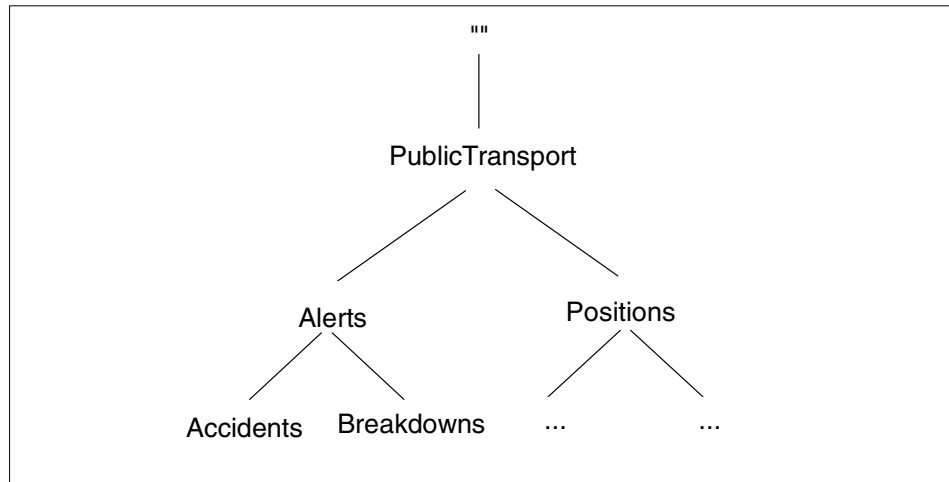 ""
PublicTransport
Alerts Positions
Accidents Breakdowns ... ...